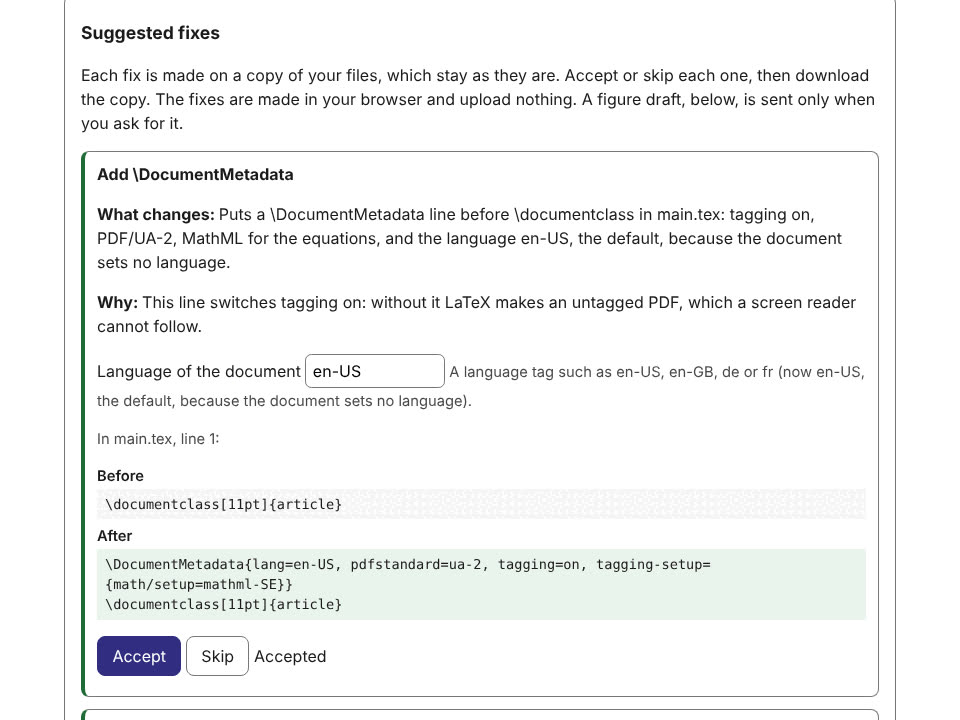 Suggested fixes
Each fix is made on a copy of your files, which stay as they are. Accept or skip each one, then download
the copy. The fixes are made in your browser and upload nothing. A figure draft, below, is sent only when
you ask for it.
Add \DocumentMetadata
What changes: Puts a \DocumentMetadata line before \documentclass in main.tex: tagging on,
PDF/UA-2, MathML for the equations, and the language en-US, the default, because the document
sets no language.
Why: This line switches tagging on: without it LaTeX makes an untagged PDF, which a screen reader
cannot follow.
Language of the document en-US A language tag such as en-US, en-GB, de or fr (now en-US,
the default, because the document sets no language).
In main.tex, line 1:
Before
\documentclass[11pt]{article}
After
\DocumentMetadata{lang=en-US, pdfstandard=ua-2, tagging=on, tagging-setup=
{math/setup=mathml-SE}}
\documentclass[11pt]{article}
Accept Skip Accepted